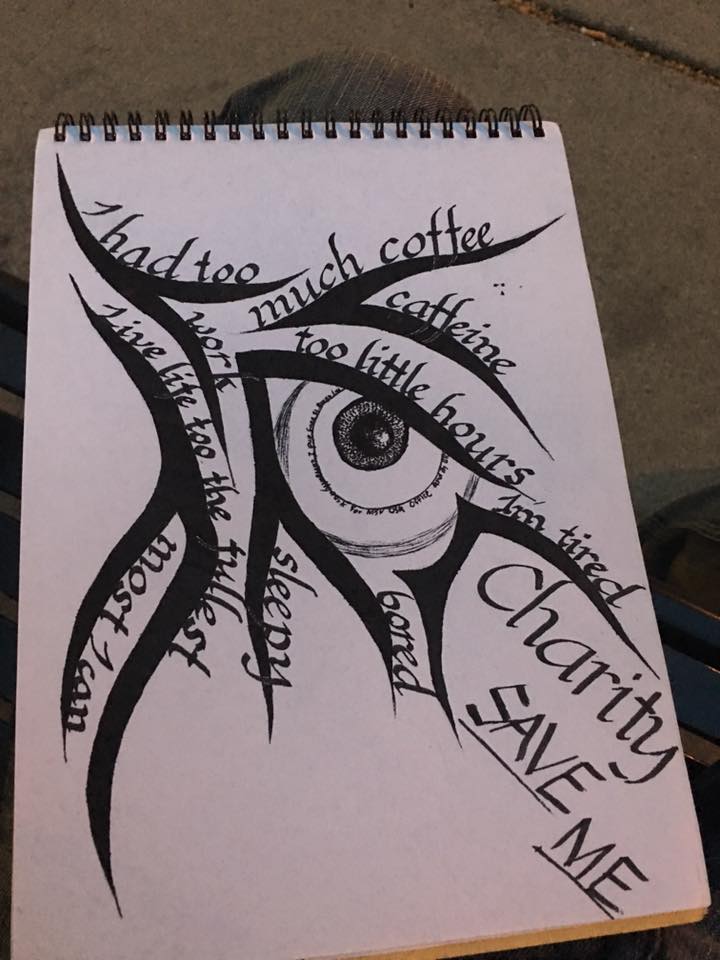 I had too
much coffee
caffeine
work
too little hours
I'm tired
I live life too the fullest
most I can
sleepy
bored
Charity
SAVE
ME